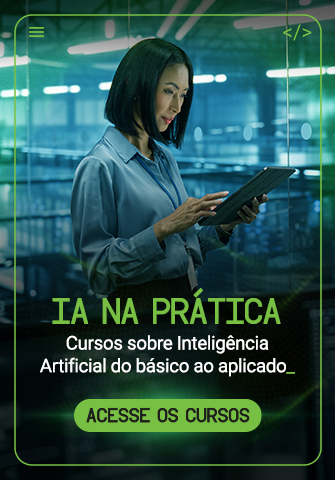 </>
IA NA PRÁTICA
Cursos sobre Inteligência
Artificial do básico ao aplicado_
ACESSE OS CURSOS